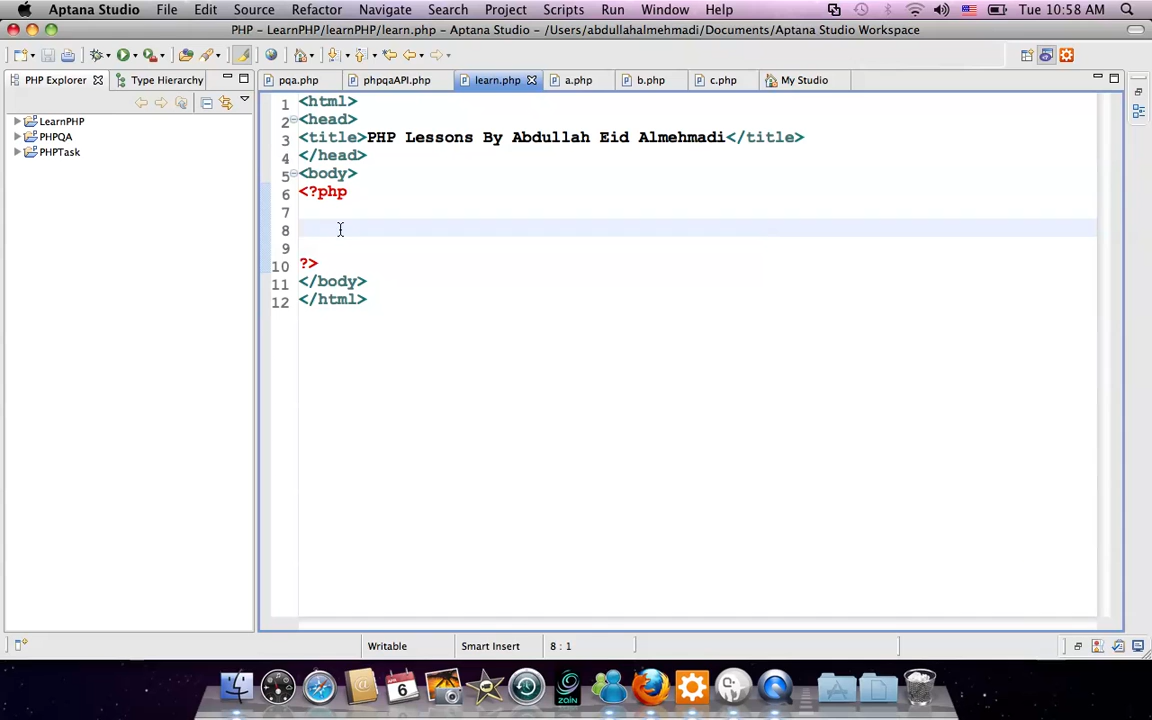 Aptana Studio File Edit Source Refactor Navigate Search Project Scripts Run Window Help Tue 10:58 AM
PHP – LearnPHP/learnPHP/learn.php – Aptana Studio – /Users/abdullahalmehmadi/Documents/Aptana Studio Workspace
PHP Explorer Type Hierarchy pqa.php phpqaAPI.php learn.php a.php b.php c.php My Studio
LearnPHP
PHPQA
PHPTask
1 <html>
2 <head>
3 <title>PHP Lessons By Abdullah Eid Almehmadi</title>
4 </head>
5 <body>
6 <?php
7
8
9
10 ?>
11 </body>
12 </html>
Writable Smart Insert 8 : 1
6
zain